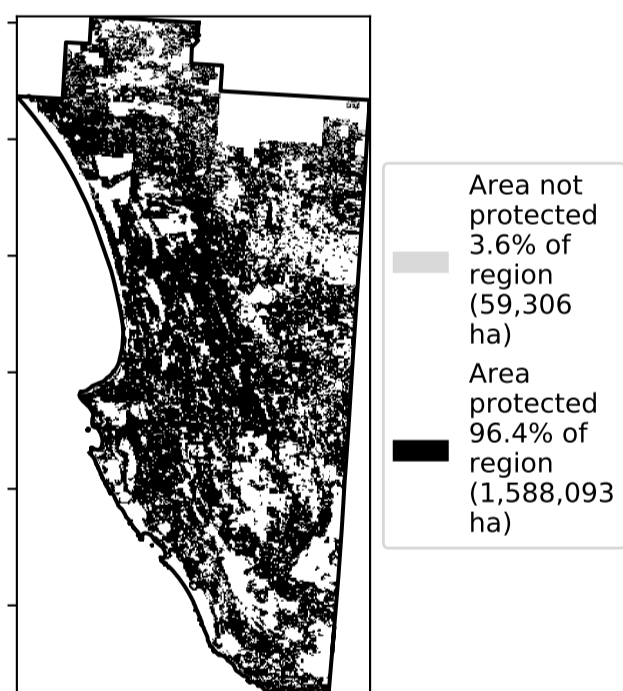 Area not
protected
3.6% of
region
(59,306
ha)
Area
protected
96.4% of
region
(1,588,093
ha)